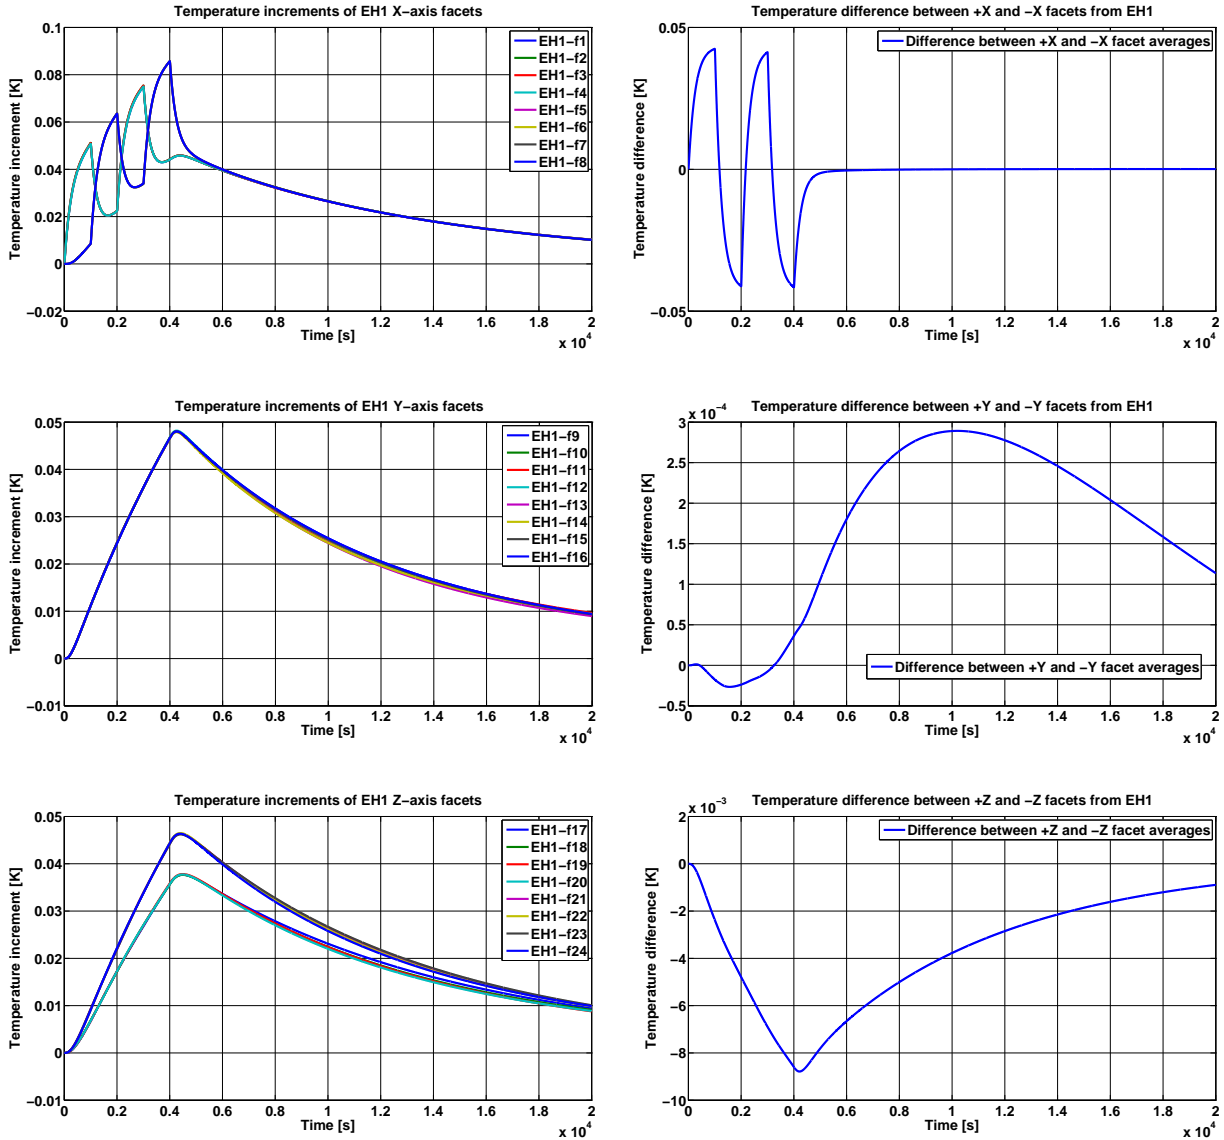 Temperature increments of EH1 X−axis facets
Temperature increment [K]
0.1
0.08
0.06
0.04
0.02
0
−0.02
EH1−f1
EH1−f2
EH1−f3
EH1−f4
EH1−f5
EH1−f6
EH1−f7
EH1−f8
0 0.2 0.4 0.6 0.8 1 1.2 1.4 1.6 1.8 2
Time [s]
x 10⁴
Temperature difference between +X and −X facets from EH1
Temperature difference [K]
0.05
0
−0.05
Difference between +X and −X facet averages
0 0.2 0.4 0.6 0.8 1 1.2 1.4 1.6 1.8 2
Time [s]
x 10⁴
Temperature increments of EH1 Y−axis facets
Temperature increment [K]
0.05
0.04
0.03
0.02
0.01
0
−0.01
EH1−f9
EH1−f10
EH1−f11
EH1−f12
EH1−f13
EH1−f14
EH1−f15
EH1−f16
0 0.2 0.4 0.6 0.8 1 1.2 1.4 1.6 1.8 2
Time [s]
x 10⁴
Temperature difference between +Y and −Y facets from EH1
x 10⁻⁴
Temperature difference [K]
3
2.5
2
1.5
1
0.5
0
−0.5
Difference between +Y and −Y facet averages
0 0.2 0.4 0.6 0.8 1 1.2 1.4 1.6 1.8 2
Time [s]
x 10⁴
Temperature increments of EH1 Z−axis facets
Temperature increment [K]
0.05
0.04
0.03
0.02
0.01
0
−0.01
EH1−f17
EH1−f18
EH1−f19
EH1−f20
EH1−f21
EH1−f22
EH1−f23
EH1−f24
0 0.2 0.4 0.6 0.8 1 1.2 1.4 1.6 1.8 2
Time [s]
x 10⁴
Temperature difference between +Z and −Z facets from EH1
x 10⁻³
Temperature difference [K]
2
0
−2
−4
−6
−8
−10
Difference between +Z and −Z facet averages
0 0.2 0.4 0.6 0.8 1 1.2 1.4 1.6 1.8 2
Time [s]
x 10⁴